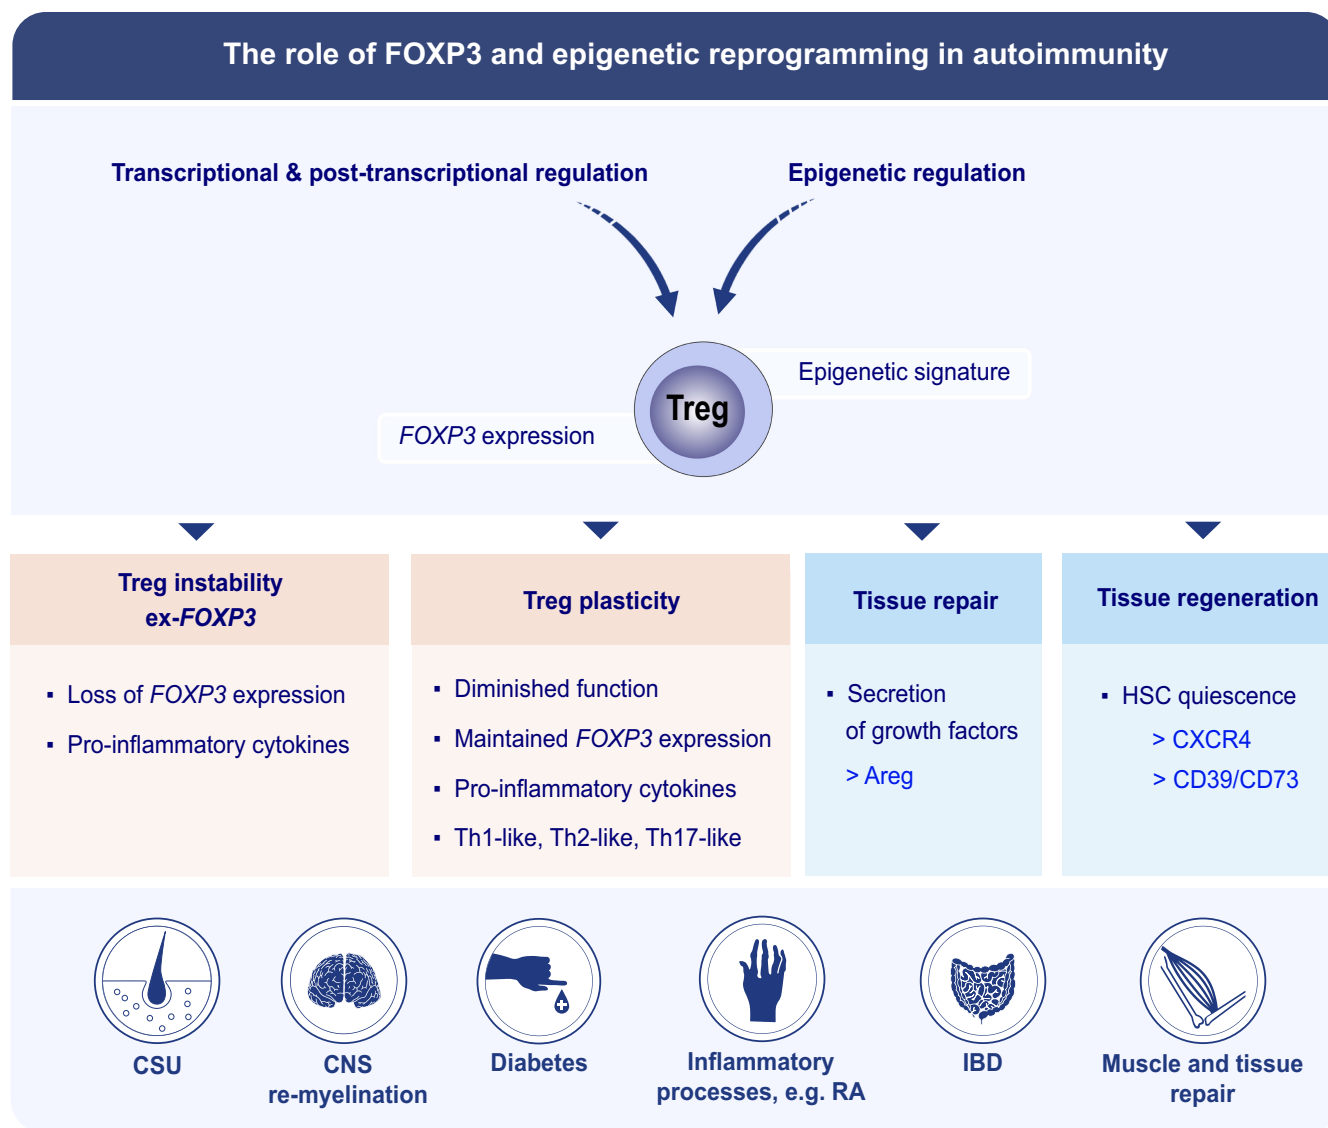 The role of FOXP3 and epigenetic reprogramming in autoimmunity
Transcriptional & post-transcriptional regulation
Epigenetic regulation
Epigenetic signature
Treg
FOXP3 expression
Treg instability
ex-FOXP3
▪ Loss of FOXP3 expression
▪ Pro-inflammatory cytokines
Treg plasticity
▪ Diminished function
▪ Maintained FOXP3 expression
▪ Pro-inflammatory cytokines
▪ Th1-like, Th2-like, Th17-like
Tissue repair
▪ Secretion
of growth factors
> Areg
Tissue regeneration
▪ HSC quiescence
> CXCR4
> CD39/CD73
CSU
CNS
re-myelination
Diabetes
Inflammatory
processes, e.g. RA
IBD
Muscle and tissue
repair